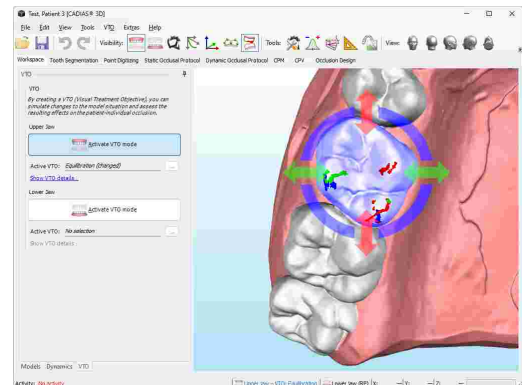 Test, Patient 3 [CADIAS® 3D]
File Edit View Tools VTO Extras Help
Visibility: Tools: View:
Workspace Tooth Segmentation Point Digitizing Static Occlusal Protocol Dynamic Occlusal Protocol CPM CPV Occlusion Design
VTO
VTO
By creating a VTO (Visual Treatment Objective), you can
simulate changes to the model situation and assess the
resulting effects on the patient-individual occlusion.
Upper Jaw
Activate VTO mode
Active VTO: Equilibration (changed) ...
Show VTO details...
Lower Jaw
Activate VTO mode
Active VTO: No selection ...
Show VTO details...
Models Dynamics VTO
Activity: No activity Upper Jaw - VTO: Equilibration Lower Jaw (RP) X: — Y: — Z: —